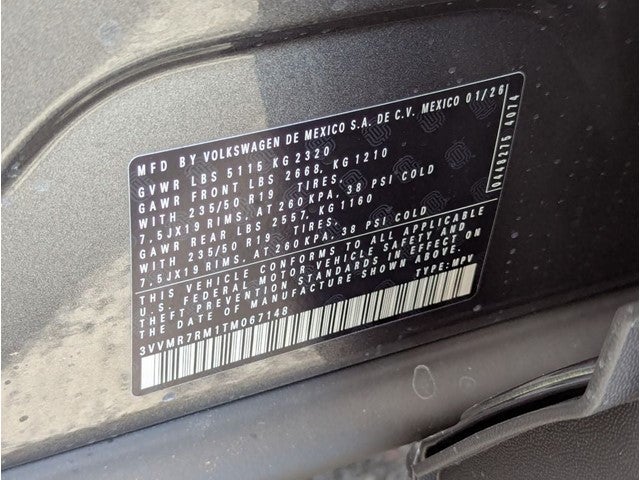 MFD BY VOLKSWAGEN DE MEXICO S.A. DE C.V. MEXICO 01/26
GVWR LBS 5115 KG 2320
GAWR FRONT LBS 2668, KG 1210
WITH 235/50 R19 TIRES,
7,5JX19 RIMS, AT 260 KPA, 38 PSI COLD
GAWR REAR LBS 2557, KG 1160
WITH 235/50 R19 TIRES,
7,5JX19 RIMS, AT 260 KPA, 38 PSI COLD
THIS VEHICLE CONFORMS TO ALL APPLICABLE
U.S. FEDERAL MOTOR VEHICLE SAFETY AND
THEFT PREVENTION STANDARDS IN EFFECT ON
THE DATE OF MANUFACTURE SHOWN ABOVE.
TYPE: MPV
3VVMR7RM1TM067148
0440275 4074